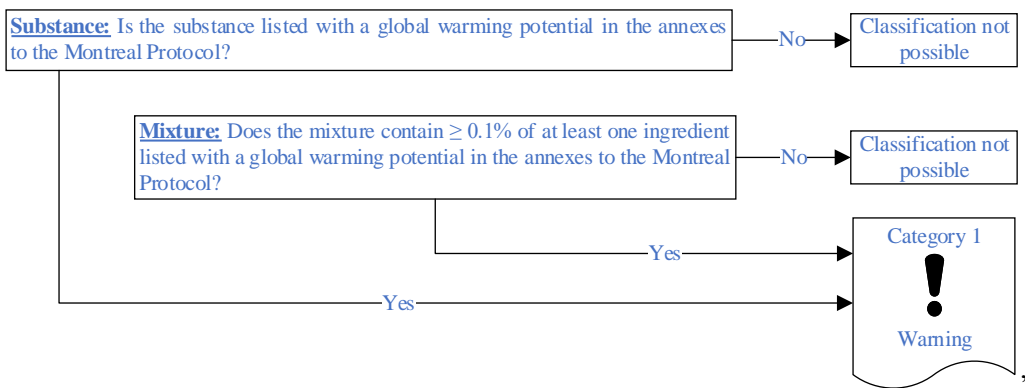 Substance: Is the substance listed with a global warming potential in the annexes
to the Montreal Protocol?
No
Classification not
possible
Mixture: Does the mixture contain ≥ 0.1% of at least one ingredient
listed with a global warming potential in the annexes to the Montreal
Protocol?
No
Classification not
possible
Category 1
!
Yes
Yes
Warning
,